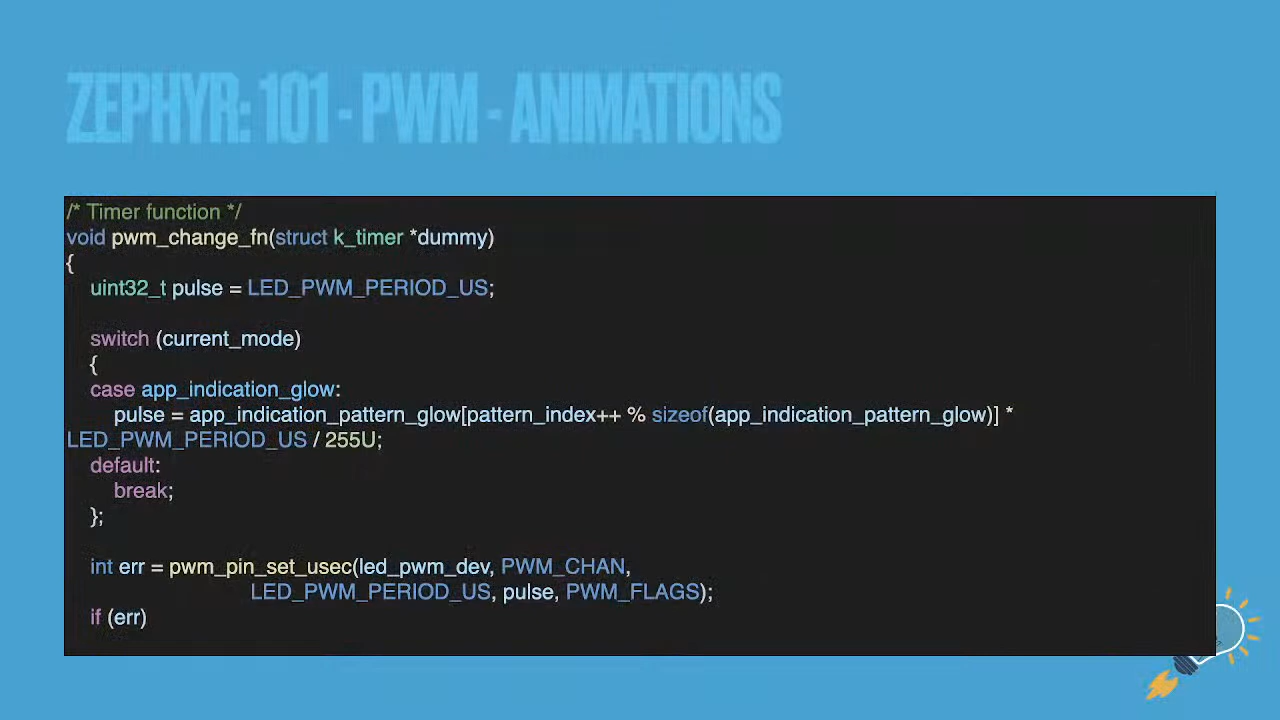 ZEPHYR: 101 - PWM - ANIMATIONS
/* Timer function */
void pwm_change_fn(struct k_timer *dummy)
{
    uint32_t pulse = LED_PWM_PERIOD_US;
    switch (current_mode)
    {
    case app_indication_glow:
        pulse = app_indication_pattern_glow[pattern_index++ % sizeof(app_indication_pattern_glow)] *
LED_PWM_PERIOD_US / 255U;
    default:
        break;
    };
    int err = pwm_pin_set_usec(led_pwm_dev, PWM_CHAN,
                               LED_PWM_PERIOD_US, pulse, PWM_FLAGS);
    if (err)